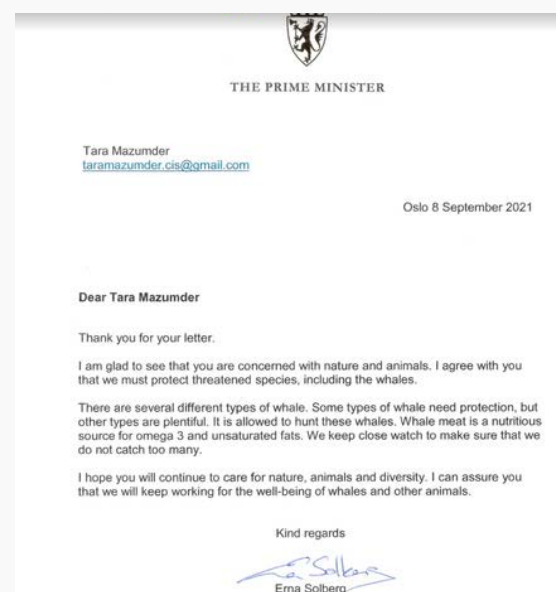 THE PRIME MINISTER
Tara Mazumder
taramazumder.cis@gmail.com
Oslo 8 September 2021
Dear Tara Mazumder
Thank you for your letter.
I am glad to see that you are concerned with nature and animals. I agree with you
that we must protect threatened species, including the whales.
There are several different types of whale. Some types of whale need protection, but
other types are plentiful. It is allowed to hunt these whales. Whale meat is a nutritious
source for omega 3 and unsaturated fats. We keep close watch to make sure that we
do not catch too many.
I hope you will continue to care for nature, animals and diversity. I can assure you
that we will keep working for the well-being of whales and other animals.
Kind regards
Erna Solberg
Erna Solberg